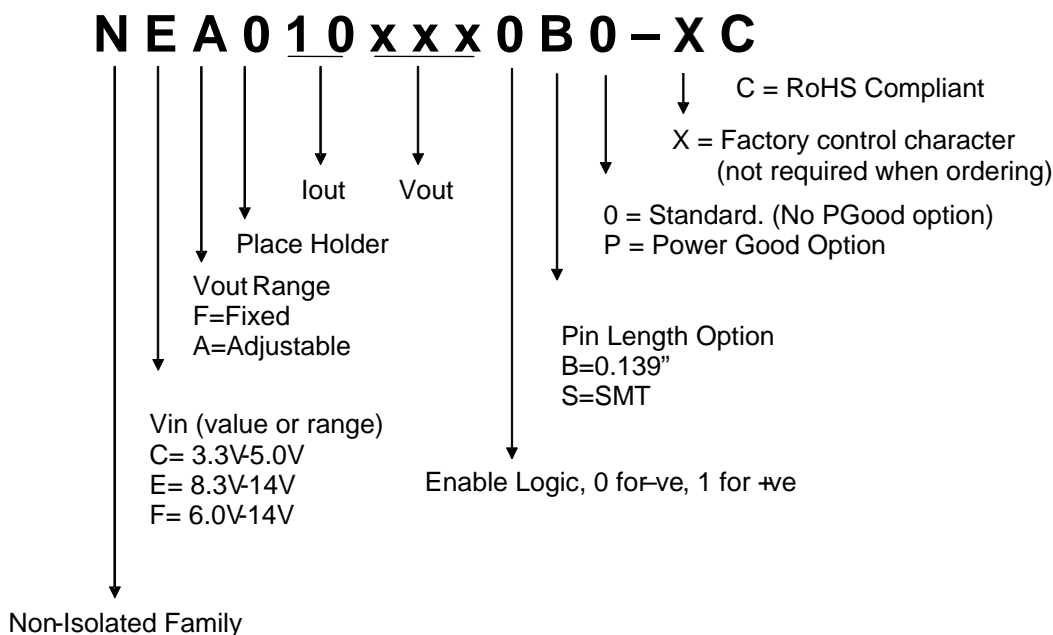 N E A 0 1 0 x x x 0 B 0 – X C
C = RoHS Compliant
X = Factory control character
(not required when ordering)
Iout
Vout
0 = Standard. (No PGood option)
P = Power Good Option
Place Holder
Vout Range
F=Fixed
A=Adjustable
Pin Length Option
B=0.139”
S=SMT
Vin (value or range)
C= 3.3V-5.0V
E= 8.3V-14V
F= 6.0V-14V
Enable Logic, 0 for–ve, 1 for +ve
Non-Isolated Family